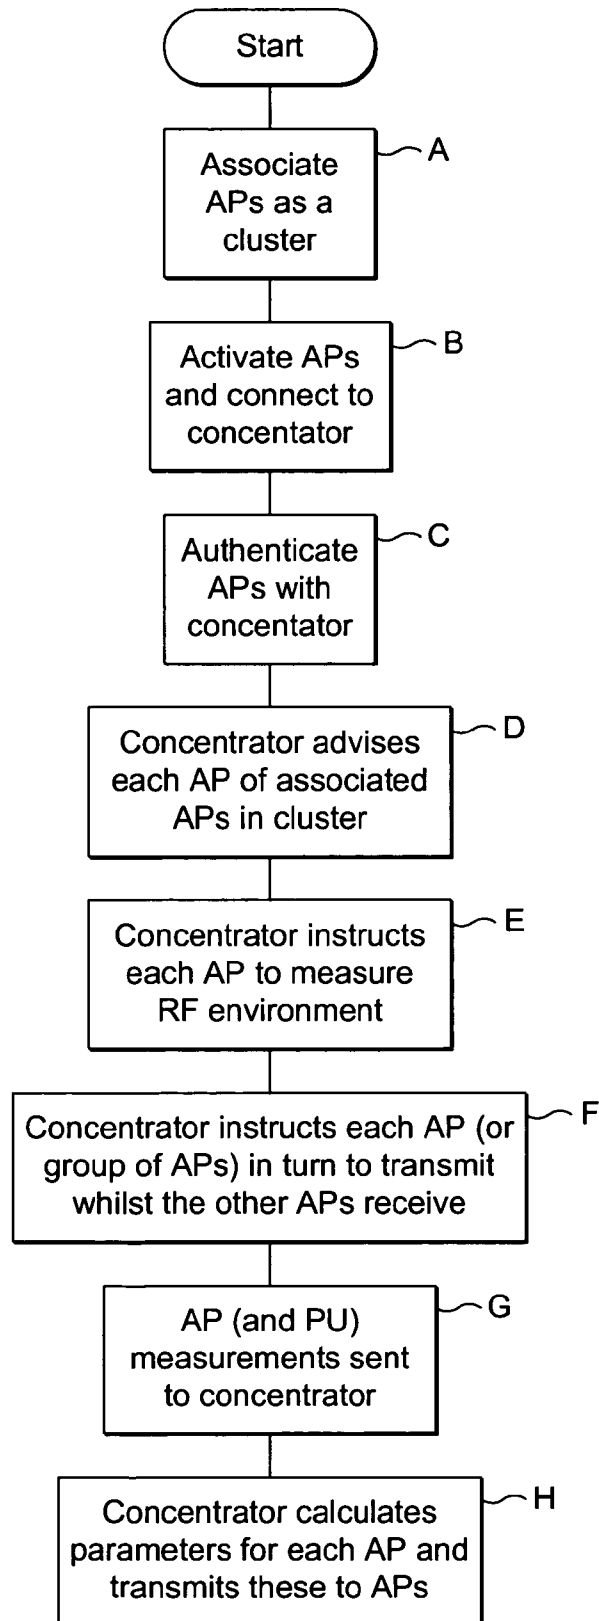 Start
A
Associate
APs as a
cluster
B
Activate APs
and connect to
concentator
C
Authenticate
APs with
concentator
D
Concentrator advises
each AP of associated
APs in cluster
E
Concentrator instructs
each AP to measure
RF environment
F
Concentrator instructs each AP (or
group of APs) in turn to transmit
whilst the other APs receive
G
AP (and PU)
measurements sent
to concentrator
H
Concentrator calculates
parameters for each AP and
transmits these to APs